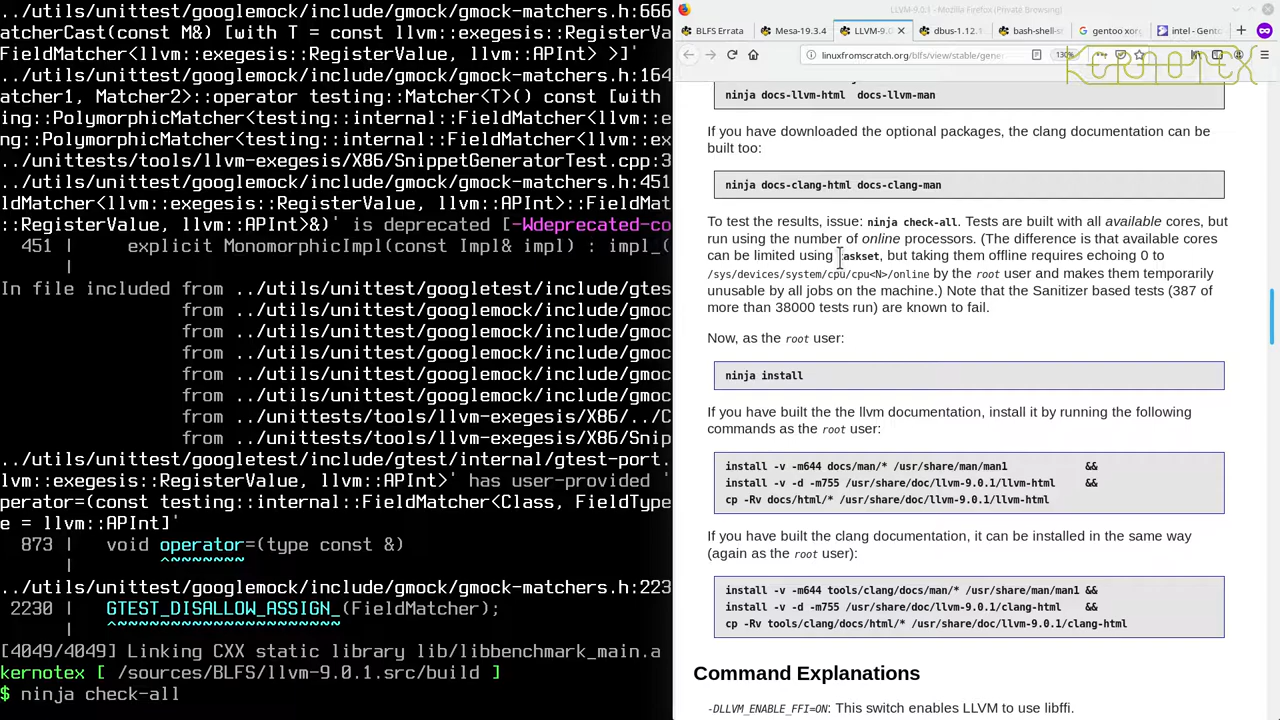 ../utils/unittest/googlemock/include/gmock/gmock-matchers.h:666
atcherCast(const M&) [with T = const llvm::exegesis::RegisterVa
FieldMatcher<llvm::exegesis::RegisterValue, llvm::APInt> >]'
../utils/unittest/googlemock/include/gmock/gmock-matchers.h:164
atcher1, Matcher2>::operator testing::Matcher<T>() const [with
ing::PolymorphicMatcher<testing::internal::FieldMatcher<llvm::e
ng::PolymorphicMatcher<testing::internal::FieldMatcher<llvm::ex
../unittests/tools/llvm-exegesis/X86/SnippetGeneratorTest.cpp:3
../utils/unittest/googlemock/include/gmock/gmock-matchers.h:451
ldMatcher<Class, FieldType>::operator testing::Matcher<T>() con
::RegisterValue, llvm::APInt>&)' is deprecated [-Wdeprecated-co
451 | explicit MonomorphicImpl(const Impl& impl) : impl_(
|
In file included from ../utils/unittest/googlemock/include/gtes
from ../utils/unittest/googlemock/include/gmoc
from ../utils/unittest/googlemock/include/gmoc
from ../utils/unittest/googlemock/include/gmoc
from ../utils/unittest/googlemock/include/gmoc
from ../utils/unittest/googlemock/include/gmoc
from ../unittests/tools/llvm-exegesis/X86/../C
from ../unittests/tools/llvm-exegesis/X86/Snip
../utils/unittest/googlemock/include/gtest/internal/gtest-port.
llvm::exegesis::RegisterValue, llvm::APInt>' has user-provided '
perator=(const testing::internal::FieldMatcher<Class, FieldType
e = llvm::APInt]'
873 | void operator=(type const &)
| ^~~~~~~~
../utils/unittest/googlemock/include/gmock/gmock-matchers.h:223
2230 | GTEST_DISALLOW_ASSIGN_(FieldMatcher);
| ^~~~~~~~~~~~~~~~~~~~~~
[4049/4049] Linking CXX static library lib/libbenchmark_main.a
kernotex [ /sources/BLFS/llvm-9.0.1.src/build ]
$ ninja check-all
LLVM-9.0.1 - Mozilla Firefox (Private Browsing)
BLFS Errata
Mesa-19.3.4
LLVM-9.0
dbus-1.12.1
bash-shell-s
gentoo xorg
intel - Gento
linuxfromscratch.org/blfs/view/stable/gener
130%
KERNOTEX
ninja docs-llvm-html docs-llvm-man
If you have downloaded the optional packages, the clang documentation can be
built too:
ninja docs-clang-html docs-clang-man
To test the results, issue: ninja check-all. Tests are built with all available cores, but
run using the number of online processors. (The difference is that available cores
can be limited using taskset, but taking them offline requires echoing 0 to
/sys/devices/system/cpu/cpu<N>/online by the root user and makes them temporarily
unusable by all jobs on the machine.) Note that the Sanitizer based tests (387 of
more than 38000 tests run) are known to fail.
Now, as the root user:
ninja install
If you have built the the llvm documentation, install it by running the following
commands as the root user:
install -v -m644 docs/man/* /usr/share/man/man1 &&
install -v -d -m755 /usr/share/doc/llvm-9.0.1/llvm-html &&
cp -Rv docs/html/* /usr/share/doc/llvm-9.0.1/llvm-html
If you have built the clang documentation, it can be installed in the same way
(again as the root user):
install -v -m644 tools/clang/docs/man/* /usr/share/man/man1 &&
install -v -d -m755 /usr/share/doc/llvm-9.0.1/clang-html &&
cp -Rv tools/clang/docs/html/* /usr/share/doc/llvm-9.0.1/clang-html
Command Explanations
-DLLVM_ENABLE_FFI=ON: This switch enables LLVM to use libffi.